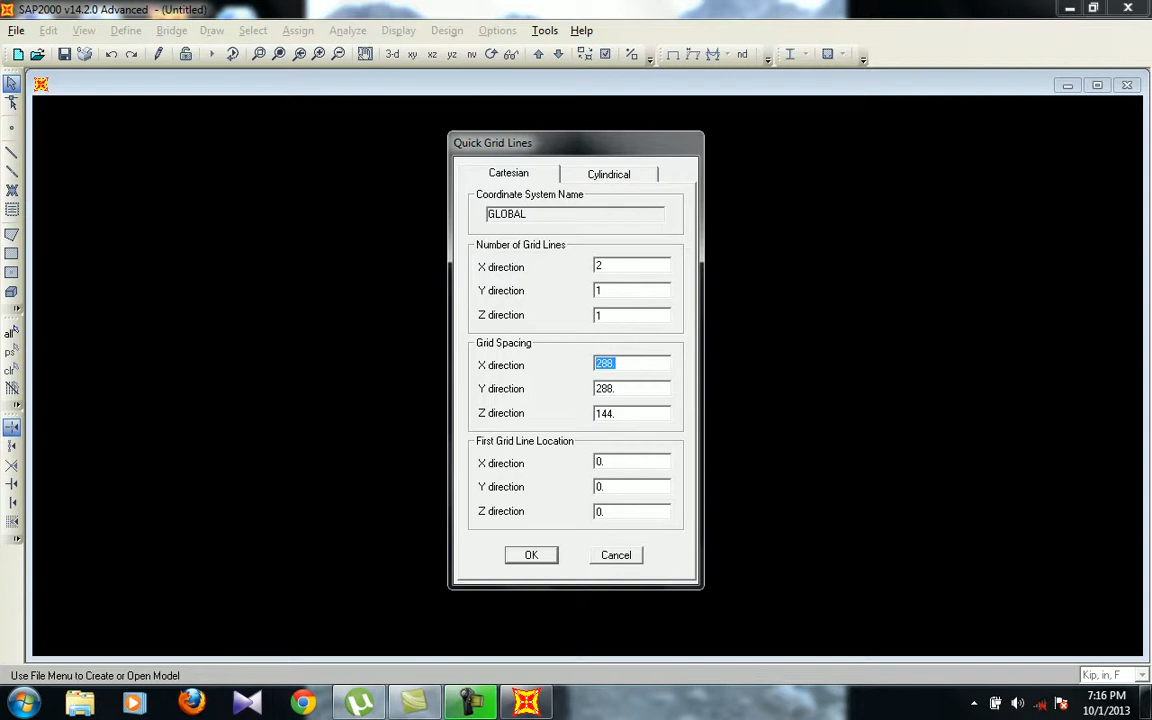 SAP2000 v14.2.0 Advanced - (Untitled)
File Edit View Define Bridge Draw Select Assign Analyze Display Design Options Tools Help
3-d xy xz yz nv nd
Quick Grid Lines
Cartesian Cylindrical
Coordinate System Name
GLOBAL
Number of Grid Lines
X direction 2
Y direction 1
Z direction 1
Grid Spacing
X direction 288.
Y direction 288.
Z direction 144.
First Grid Line Location
X direction 0.
Y direction 0.
Z direction 0.
OK Cancel
all
ps
clr
Use File Menu to Create or Open Model
Kip, in, F
7:16 PM
10/1/2013